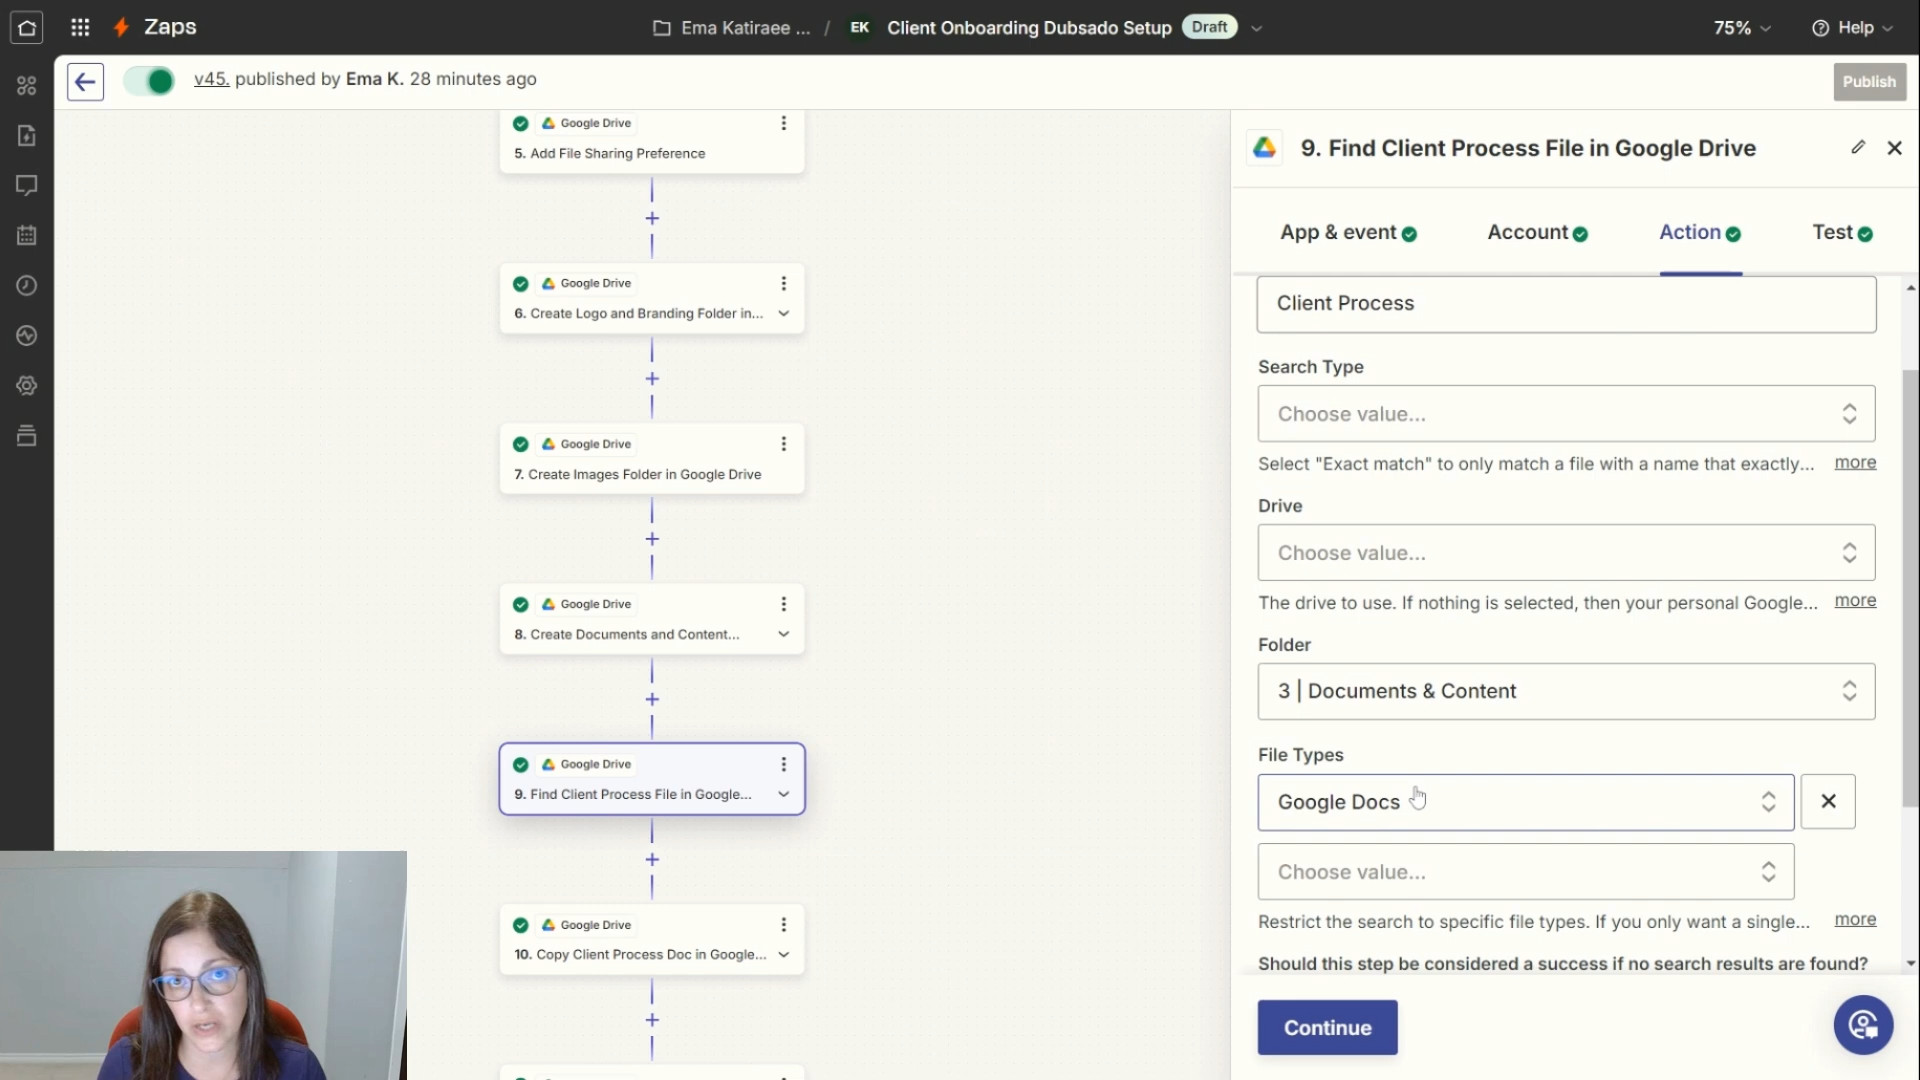 Zaps
Ema Katiraee ... / EK Client Onboarding Dubsado Setup Draft
75%
Help
v45. published by Ema K. 28 minutes ago
Publish
Google Drive
5. Add File Sharing Preference
Google Drive
6. Create Logo and Branding Folder in...
Google Drive
7. Create Images Folder in Google Drive
Google Drive
8. Create Documents and Content...
Google Drive
9. Find Client Process File in Google...
Google Drive
10. Copy Client Process Doc in Google...
9. Find Client Process File in Google Drive
App & event
Account
Action
Test
Client Process
Search Type
Choose value...
Select "Exact match" to only match a file with a name that exactly... more
Drive
Choose value...
The drive to use. If nothing is selected, then your personal Google... more
Folder
3 | Documents & Content
File Types
Google Docs
Choose value...
Restrict the search to specific file types. If you only want a single... more
Should this step be considered a success if no search results are found?
Continue